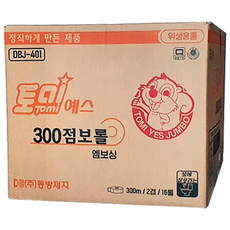 정직하게 만든 제품
위생용품
DBJ-401
토미예스
TOMI
300점보롤
엠보싱
TOMI YES JUMBO
(주)동방제지
300m / 2겹 / 16롤